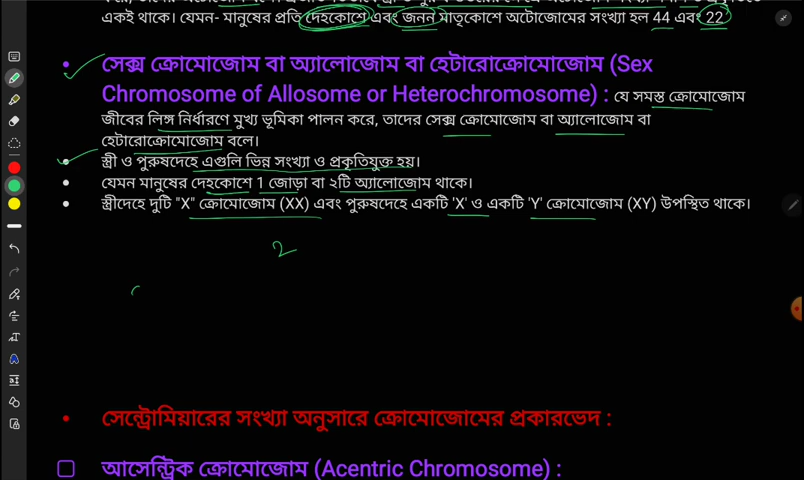 একই থাকে। যেমন- মানুষের প্রতি দেহকোশে এবং জনন মাতৃকোশে অটোজোমের সংখ্যা হল 44 এবং 22
সেক্স ক্রোমোজোম বা অ্যালোজোম বা হেটারোক্রোমোজোম (Sex
Chromosome of Allosome or Heterochromosome) : যে সমস্ত ক্রোমোজোম
জীবের লিঙ্গ নির্ধারণে মুখ্য ভূমিকা পালন করে, তাদের সেক্স ক্রোমোজোম বা অ্যালোজোম বা
হেটারোক্রোমোজোম বলে।
স্ত্রী ও পুরুষদেহে এগুলি ভিন্ন সংখ্যা ও প্রকৃতিযুক্ত হয়।
যেমন মানুষের দেহকোশে 1 জোড়া বা ২টি অ্যালোজোম থাকে।
স্ত্রীদেহে দুটি "X" ক্রোমোজোম (XX) এবং পুরুষদেহে একটি 'X' ও একটি 'Y' ক্রোমোজোম (XY) উপস্থিত থাকে।
2
সেন্ট্রোমিয়ারের সংখ্যা অনুসারে ক্রোমোজোমের প্রকারভেদ :
আসেন্ট্রিক ক্রোমোজোম (Acentric Chromosome) :